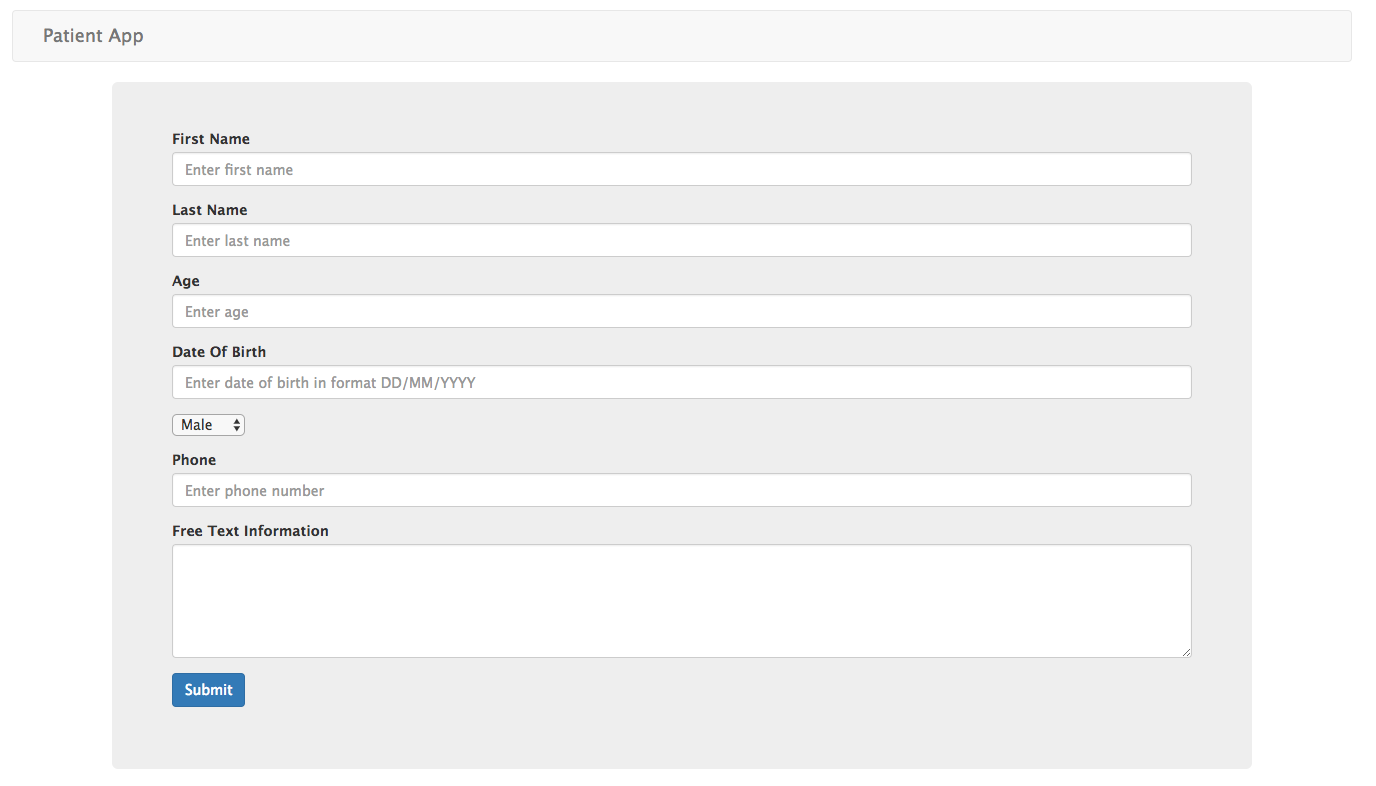 Patient App
First Name
Enter first name
Last Name
Enter last name
Age
Enter age
Date Of Birth
Enter date of birth in format DD/MM/YYYY
Male
Phone
Enter phone number
Free Text Information
Submit